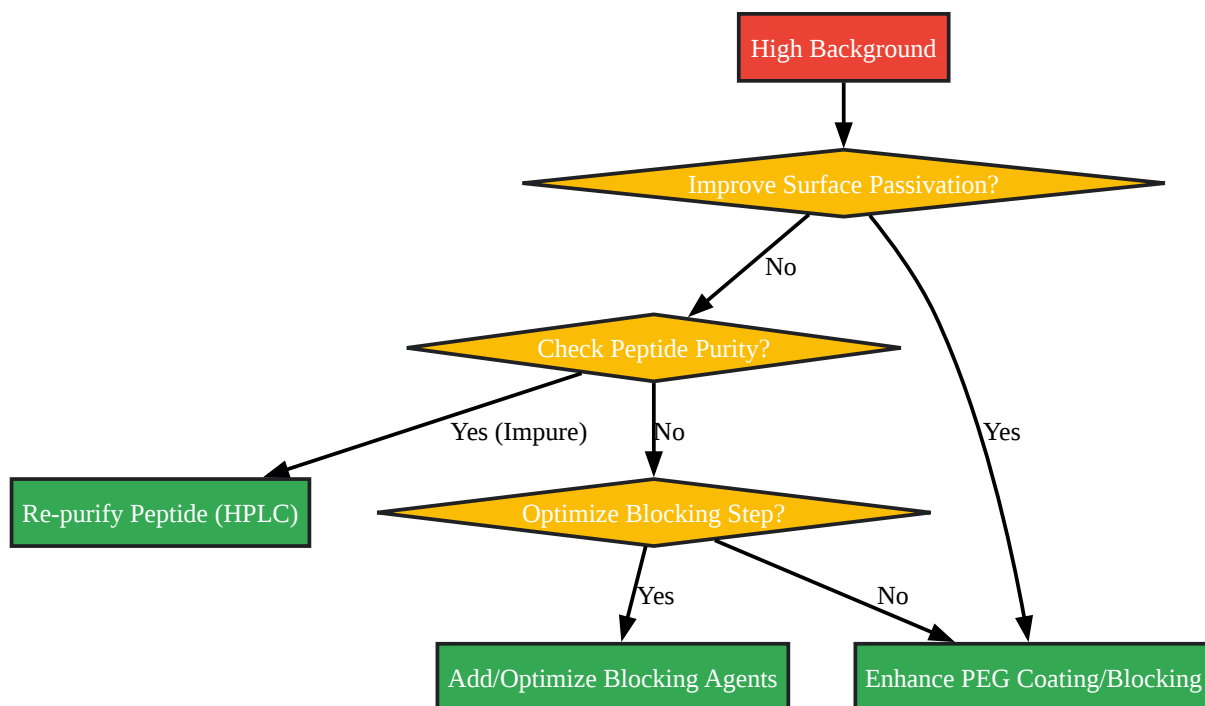 High Background
Improve Surface Passivation?
No
Check Peptide Purity?
Yes (Impure)
No
Yes
Re-purify Peptide (HPLC)
Optimize Blocking Step?
Yes
No
Add/Optimize Blocking Agents
Enhance PEG Coating/Blocking